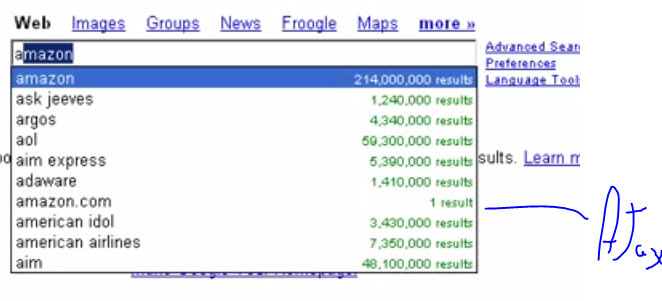 Web Images Groups News Froogle Maps more »
amazon
Advanced Sear
Preferences
Language Tool
amazon 214,000,000 results
ask jeeves 1,240,000 results
argos 4,340,000 results
aol 59,300,000 results
aim express 5,390,000 results
sults. Learn m
adaware 1,410,000 results
amazon.com 1 result
american idol 3,430,000 results
american airlines 7,350,000 results
aim 48,100,000 results